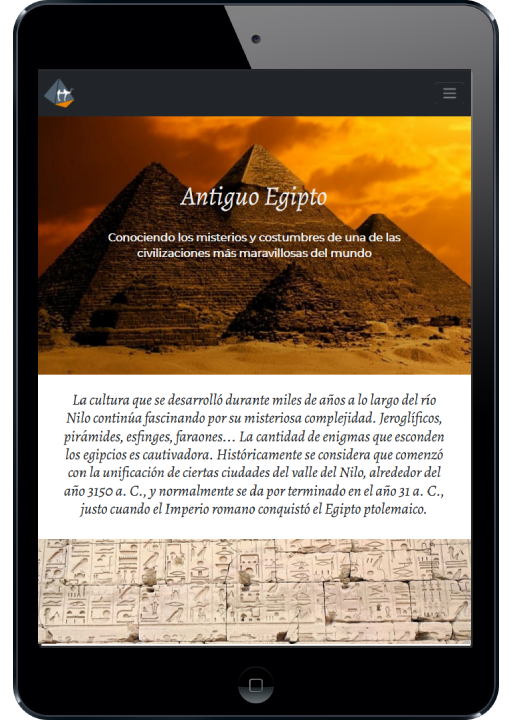 Antiguo Egipto
Conociendo los misterios y costumbres de una de las
civilizaciones más maravillosas del mundo
La cultura que se desarrolló durante miles de años a lo largo del río
Nilo continúa fascinando por su misteriosa complejidad. Jeroglíficos,
pirámides, esfinges, faraones... La cantidad de enigmas que esconden
los egipcios es cautivadora. Históricamente se considera que comenzó
con la unificación de ciertas ciudades del valle del Nilo, alrededor del
año 3150 a. C., y normalmente se da por terminado en el año 31 a. C.,
justo cuando el Imperio romano conquistó el Egipto ptolemaico.